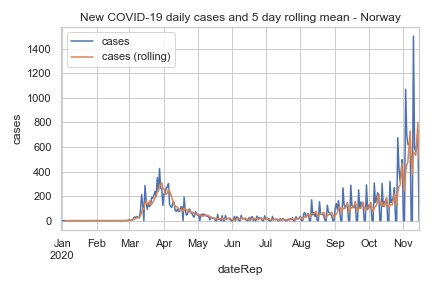 New COVID-19 daily cases and 5 day rolling mean - Norway
cases
cases (rolling)
1400
1200
1000
800
600
400
200
0
cases
Jan Feb Mar Apr May Jun Jul Aug Sep Oct Nov
2020
dateRep